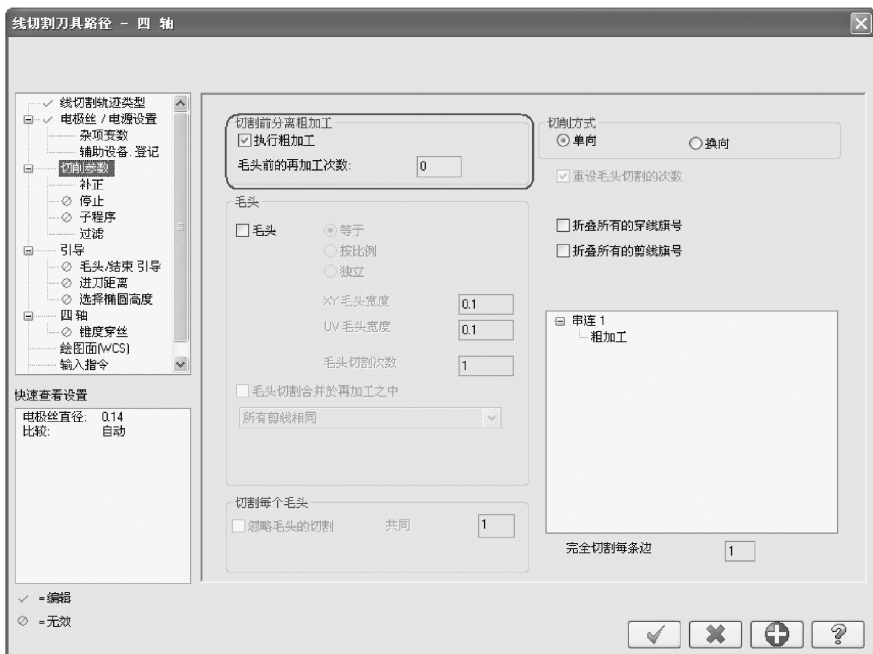 线切割刀具路径 - 四 轴
线切割轨迹类型
电极丝 / 电源设置
杂项变数
辅助设备.登记
切削参数
补正
停止
子程序
过滤
引导
毛头/结束 引导
进刀距离
选择椭圆高度
四 轴
锥度穿丝
绘图面(WCS)
输入指令
快速查看设置
电极丝直径: 0.14
比较: 自动
=编辑
=无效
切割前分离粗加工
执行粗加工
毛头前的再加工次数: 0
毛头
毛头
等于
按比例
独立
XY 毛头宽度 0.1
UV 毛头宽度 0.1
毛头切割次数 1
毛头切割合并於再加工之中
所有剪线相同
切割每个毛头
忽略毛头的切割 共同 1
切削方式
单向 换向
重设毛头切割的次数
折叠所有的穿线旗号
折叠所有的剪线旗号
串连 1
粗加工
完全切割每条边 1